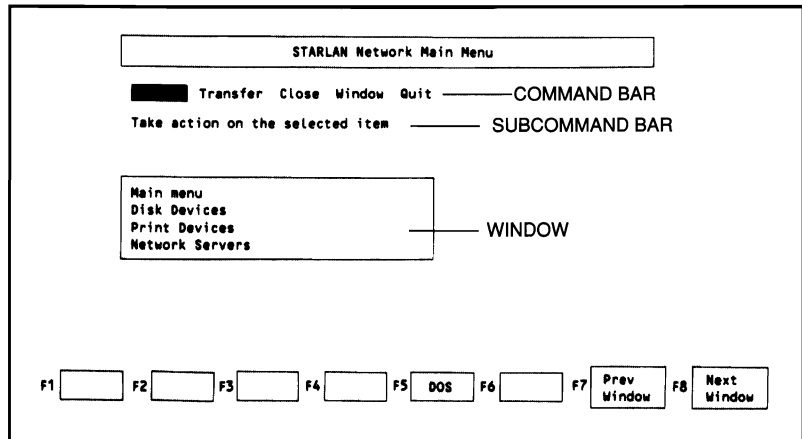 STARLAN Network Main Menu
Transfer Close Window Quit COMMAND BAR
Take action on the selected item SUBCOMMAND BAR
Main menu
Disk Devices
Print Devices WINDOW
Network Servers
F1 F2 F3 F4 F5 DOS F6 F7 Prev Window F8 Next Window